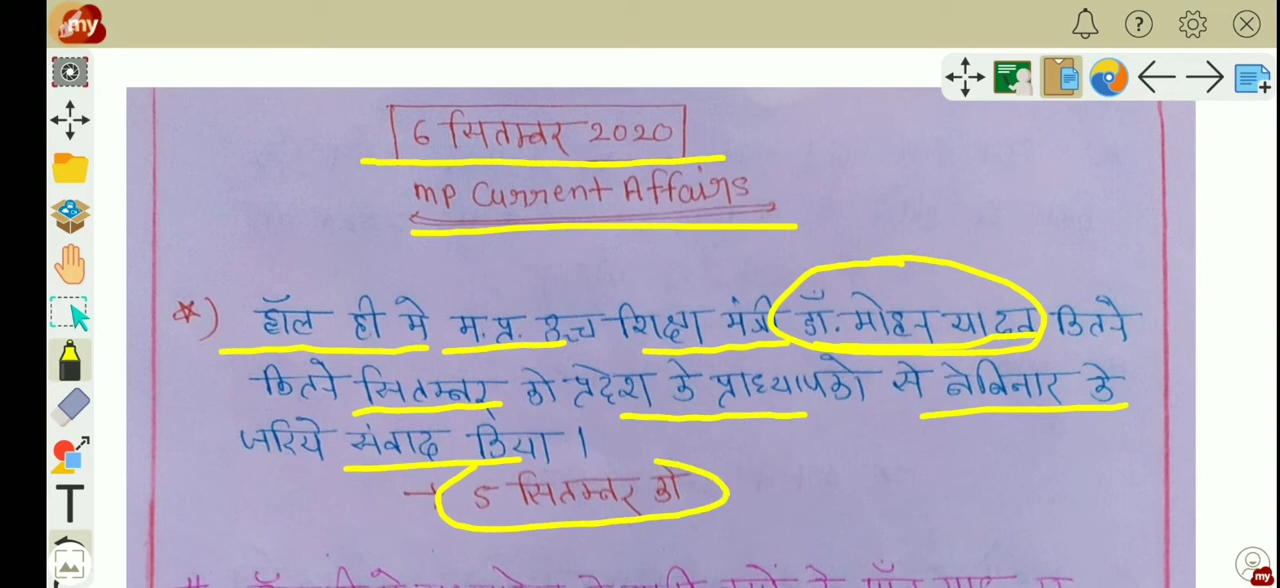 my
6 सितम्बर 2020
MP Current Affairs
*) हॉल ही मे म.प्र. उच्च शिक्षा मंत्री डॉ. मोहन यादव कितने
कितने सितम्बर को प्रदेश के प्राध्यापको से वेबिनार के
जरिये संवाद किया।
→ 5 सितम्बर को
my